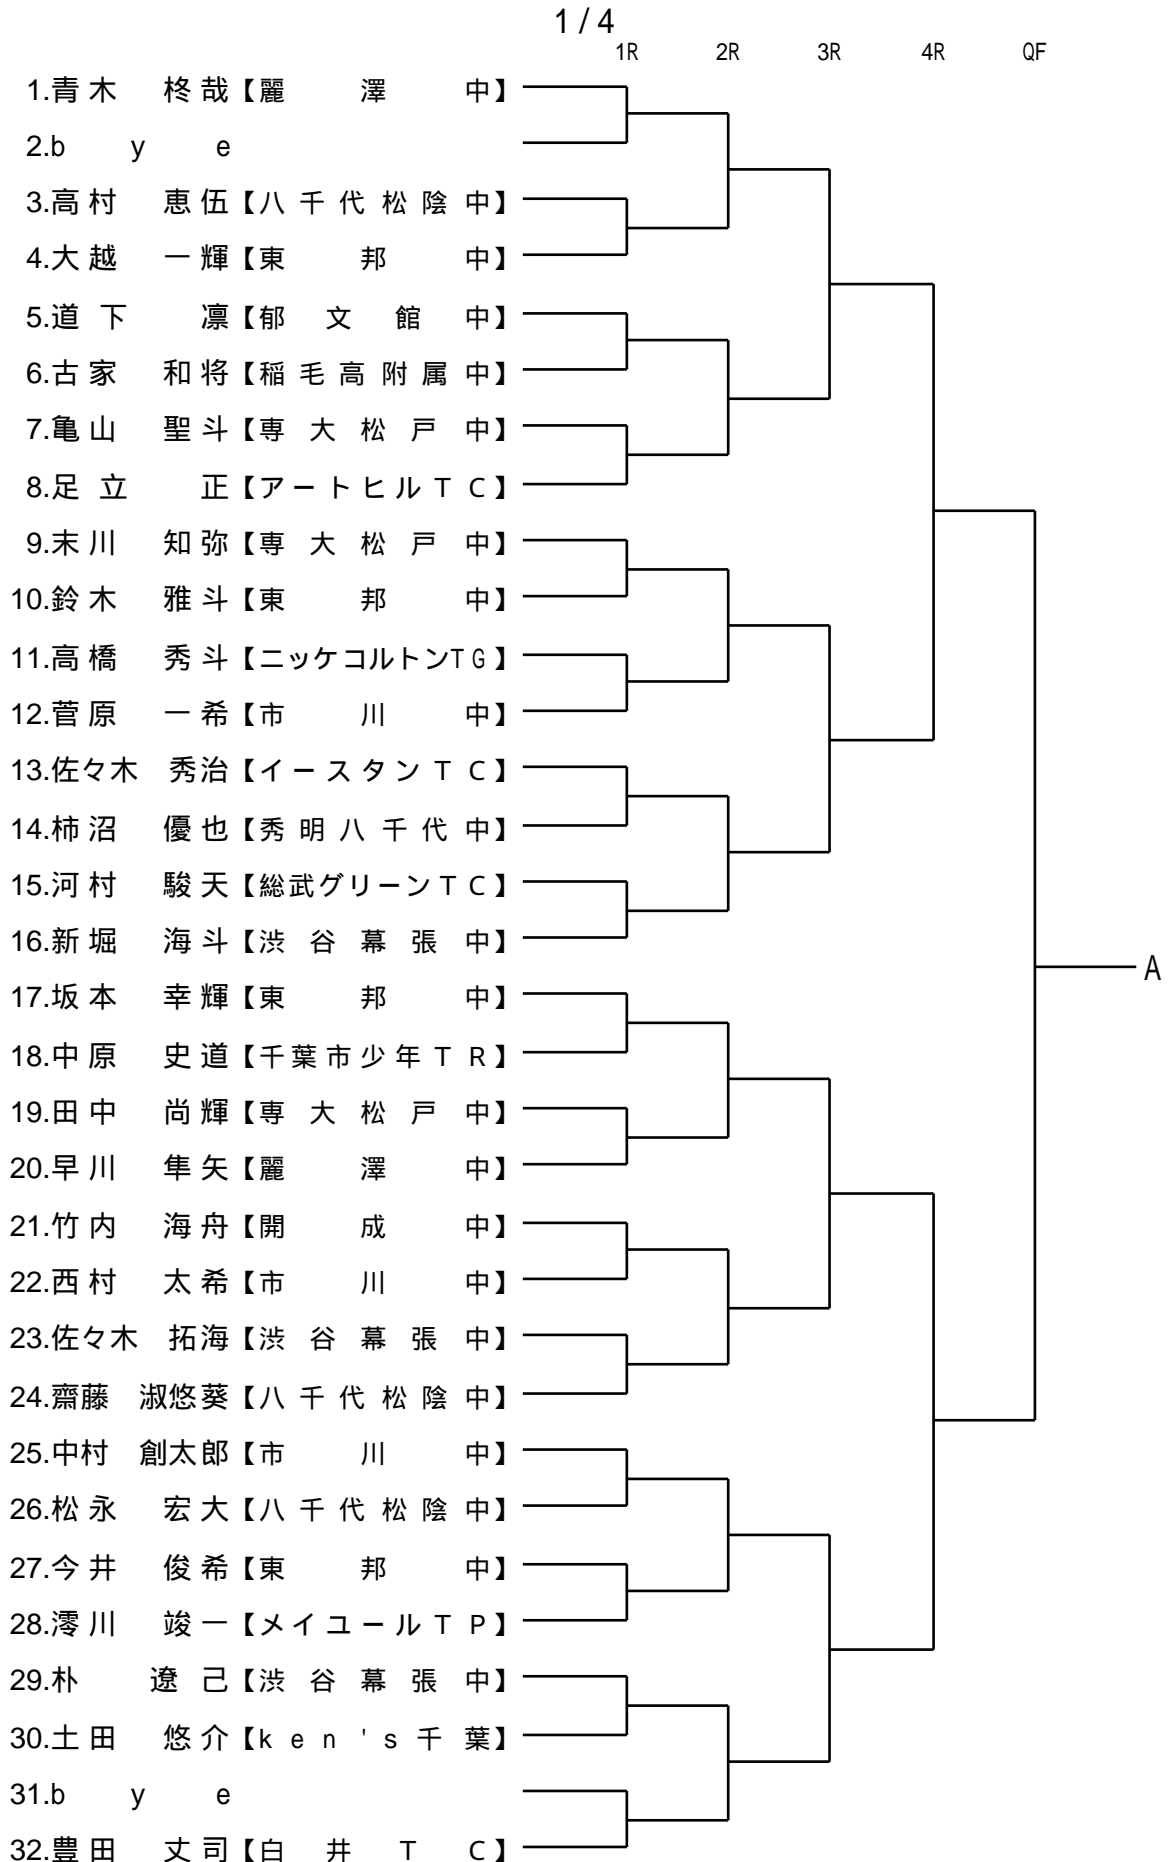 1 / 4
1R 2R 3R 4R QF
1.青木 柊哉【麗澤中】
2.bye
3.高村 恵伍【八千代松陰中】
4.大越 一輝【東邦中】
5.道下 凛【郁文館中】
6.古家 和将【稲毛高附属中】
7.亀山 聖斗【専大松戸中】
8.足立 正【アートヒルTC】
9.末川 知弥【専大松戸中】
10.鈴木 雅斗【東邦中】
11.高橋 秀斗【ニッケコルトンTG】
12.菅原 一希【市川中】
13.佐々木 秀治【イースタンTC】
14.柿沼 優也【秀明八千代中】
15.河村 駿天【総武グリーンTC】
16.新堀 海斗【渋谷幕張中】
A
17.坂本 幸輝【東邦中】
18.中原 史道【千葉市少年TR】
19.田中 尚輝【専大松戸中】
20.早川 隼矢【麗澤中】
21.竹内 海舟【開成中】
22.西村 太希【市川中】
23.佐々木 拓海【渋谷幕張中】
24.齋藤 淑悠葵【八千代松陰中】
25.中村 創太郎【市川中】
26.松永 宏大【八千代松陰中】
27.今井 俊希【東邦中】
28.澪川 竣一【メイユールTP】
29.朴 遼己【渋谷幕張中】
30.土田 悠介【ken's千葉】
31.bye
32.豊田 丈司【白井TC】